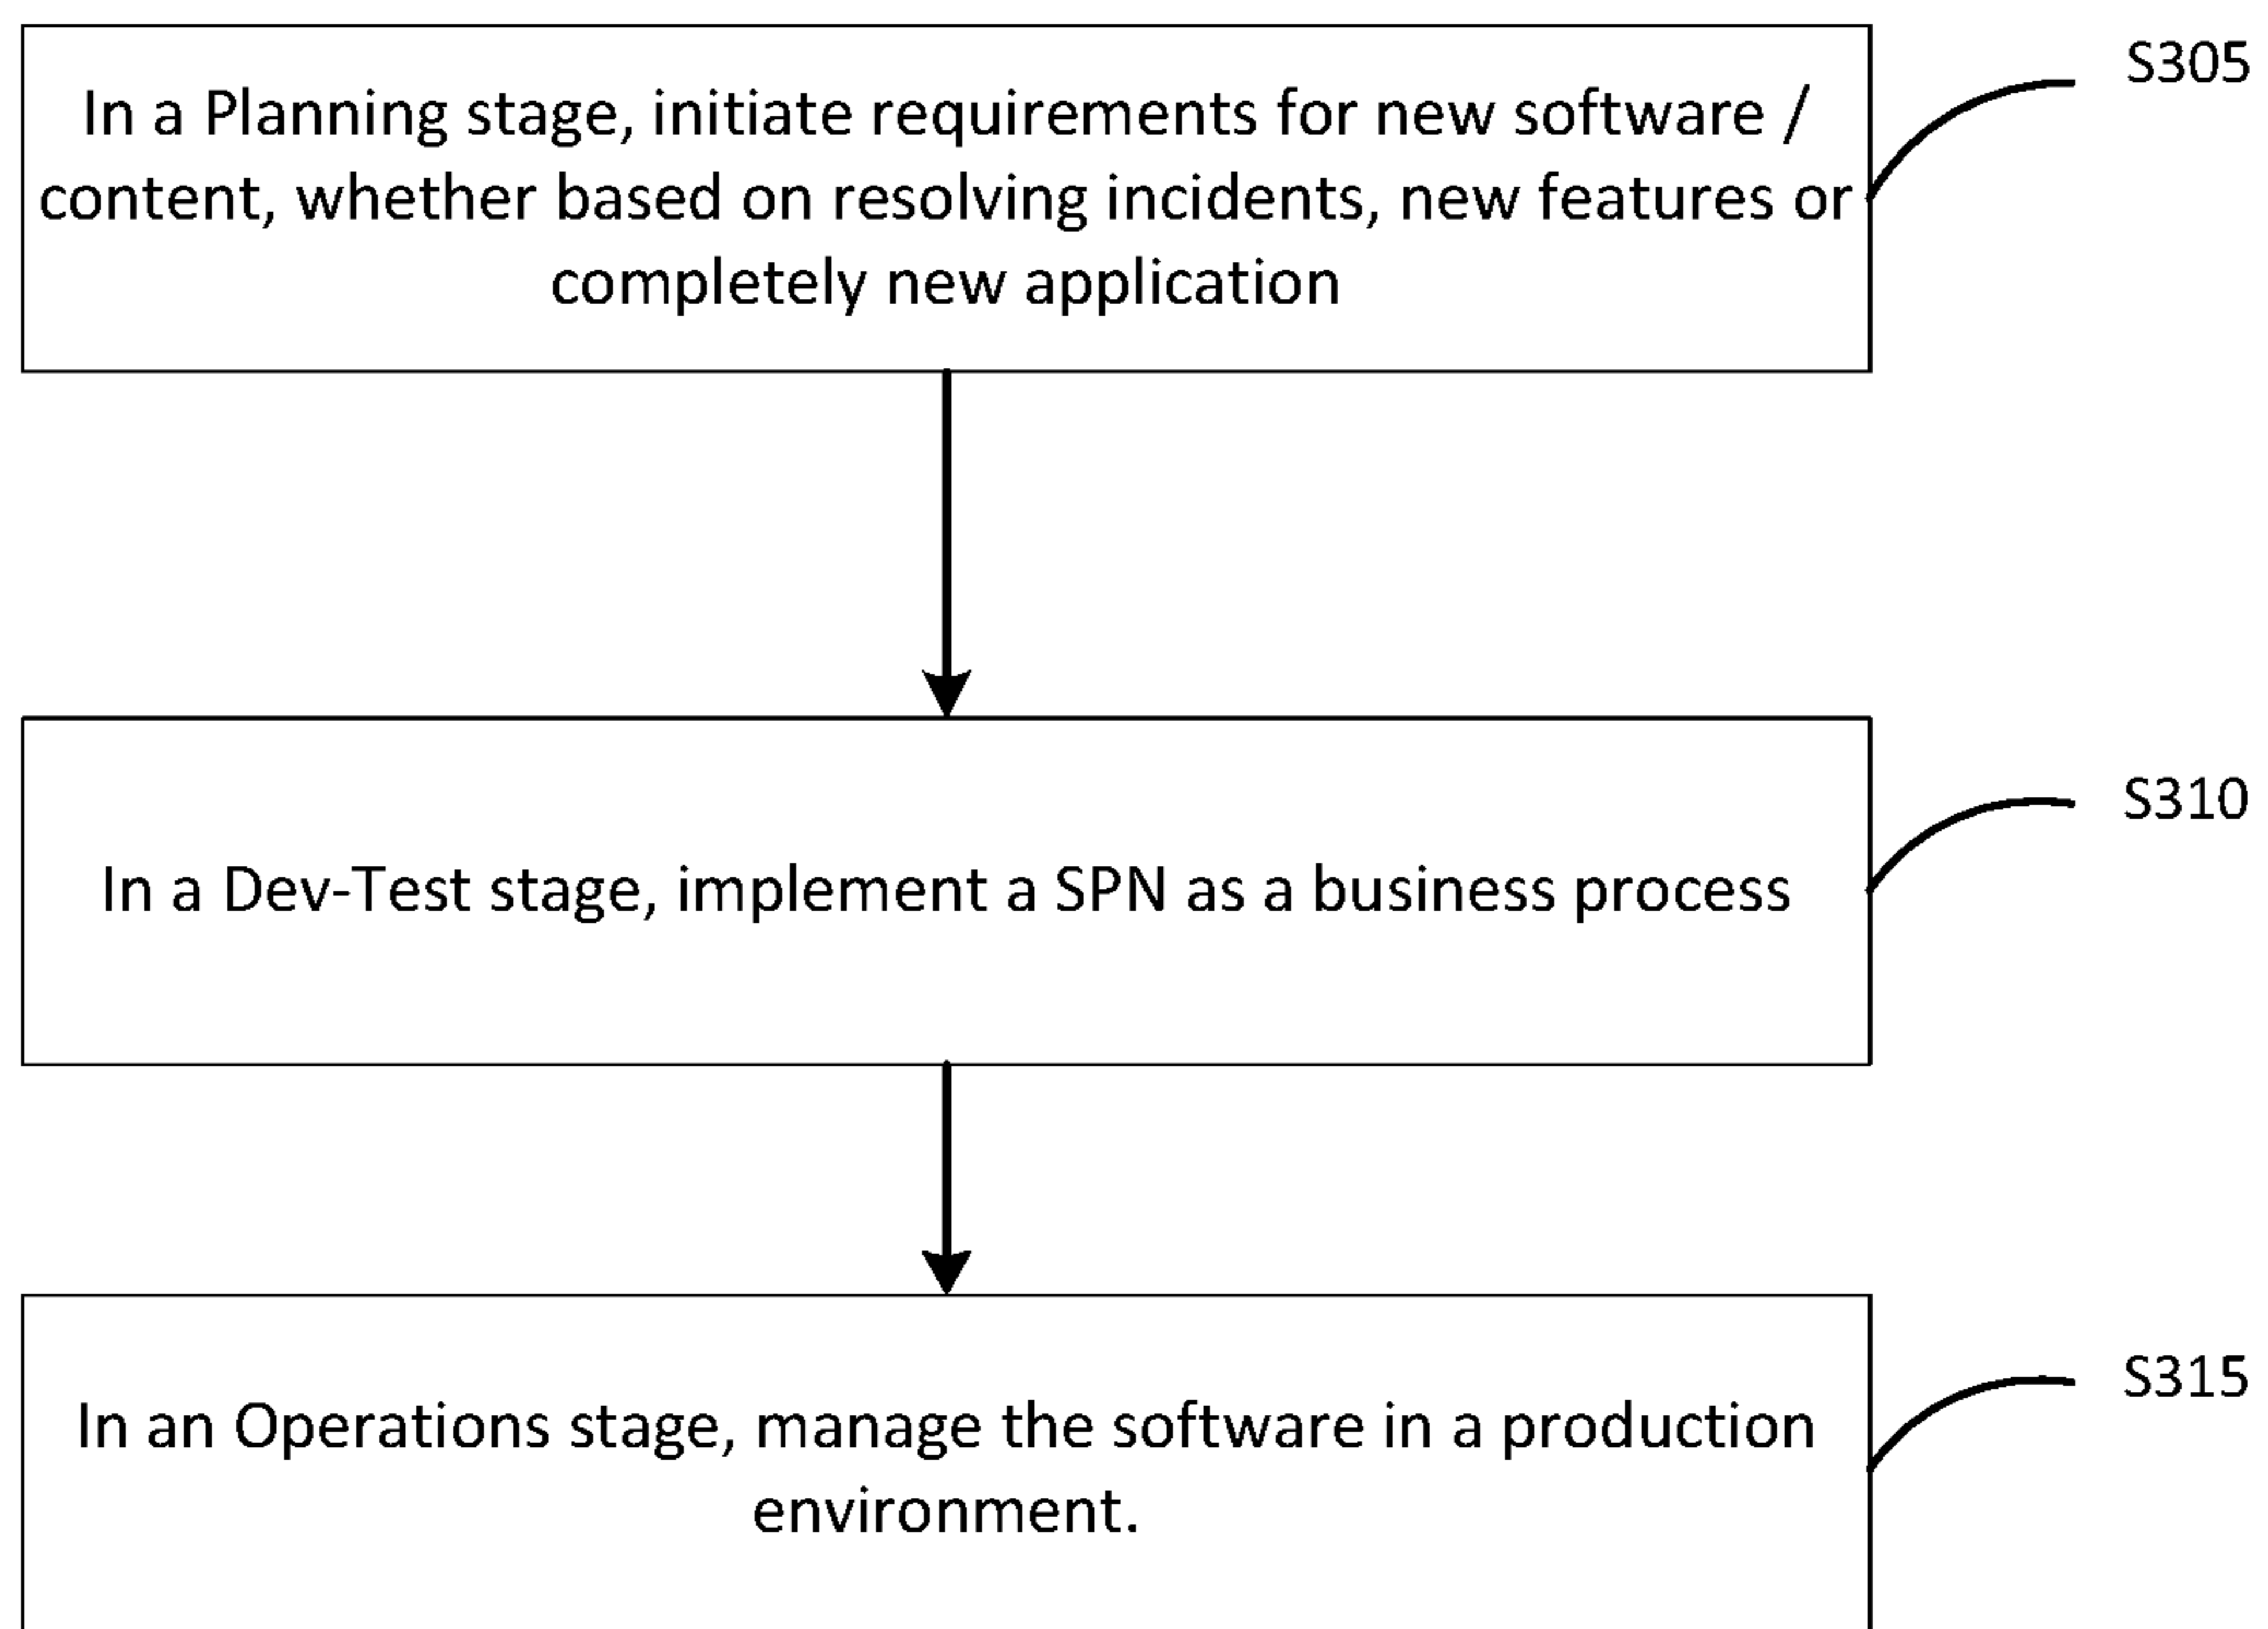 S305
In a Planning stage, initiate requirements for new software /
content, whether based on resolving incidents, new features or
completely new application
S310
In a Dev-Test stage, implement a SPN as a business process
S315
In an Operations stage, manage the software in a production
environment.